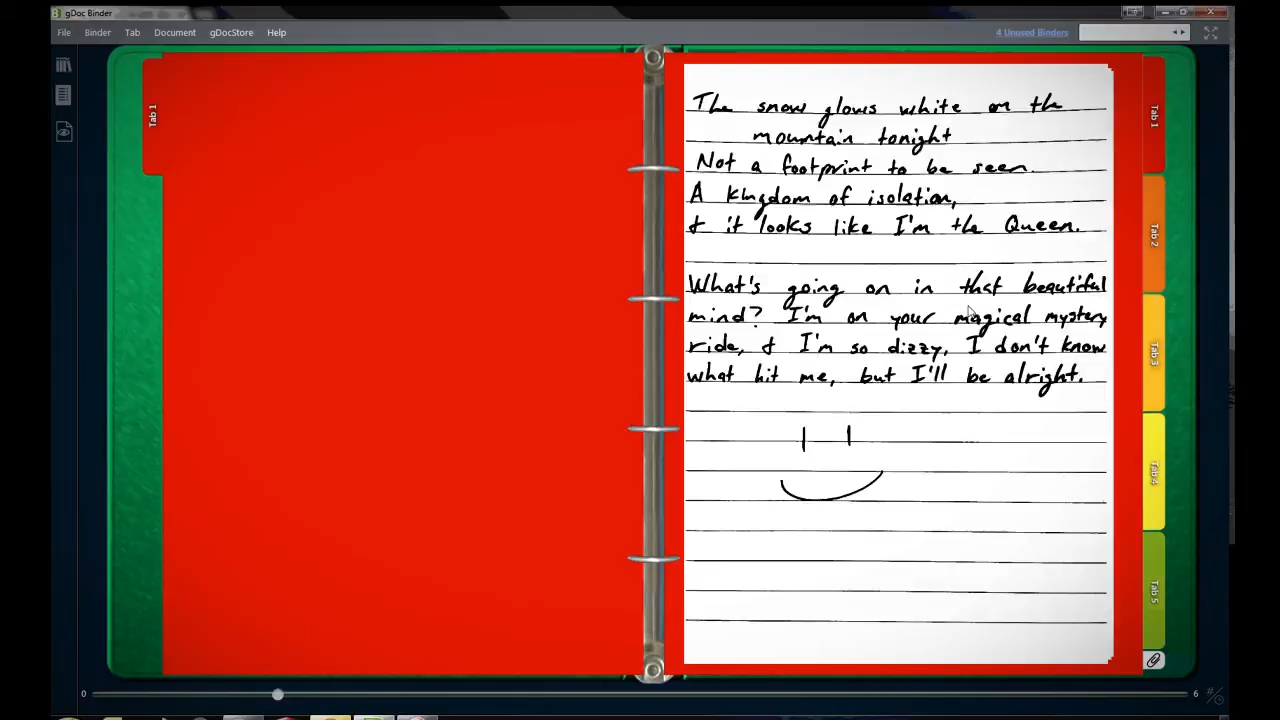 gDoc Binder
File Binder Tab Document gDocStore Help 4 Unused Binders
Tab 1
The snow glows white on the
mountain tonight
Not a footprint to be seen.
A kingdom of isolation,
& it looks like I'm the Queen.
What's going on in that beautiful
mind? I'm on your magical mystery
ride, & I'm so dizzy, I don't know
what hit me, but I'll be alright.
Tab 1
Tab 2
Tab 3
Tab 4
Tab 5
0 6 #/